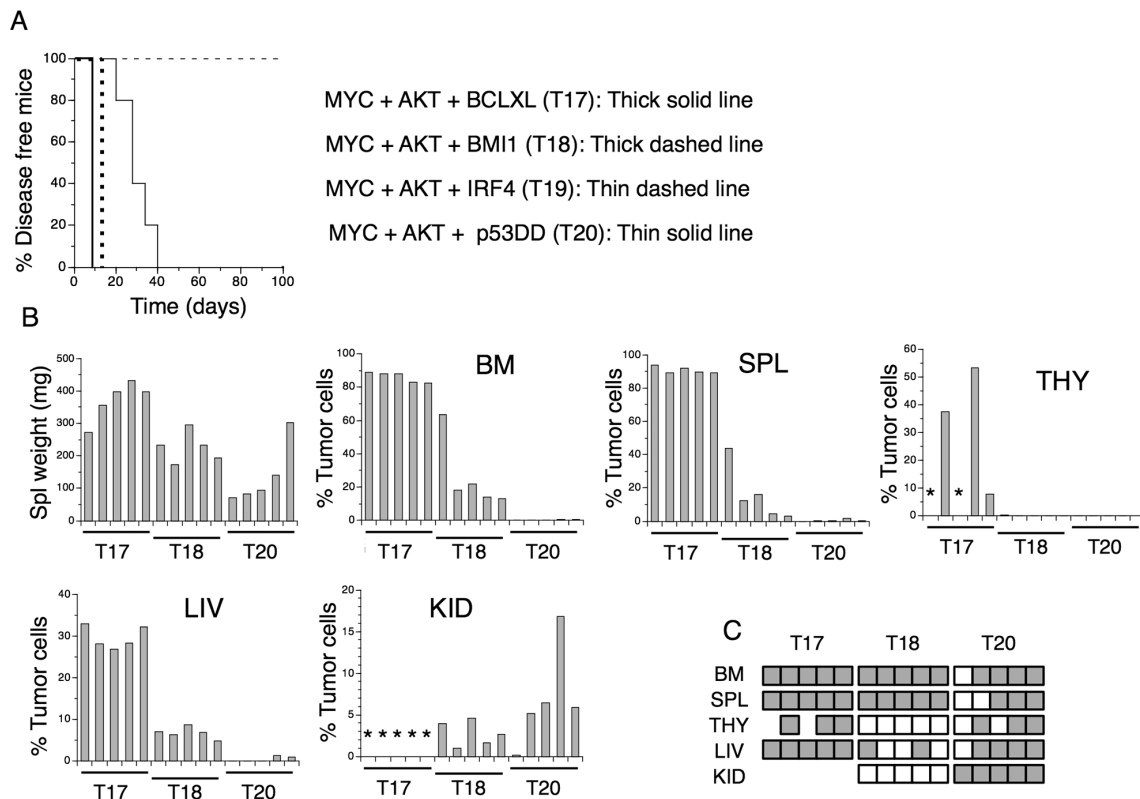 A
% Disease free mice
100
80
60
40
20
0
0 20 40 60 80 100
Time (days)
MYC + AKT + BCLXL (T17): Thick solid line
MYC + AKT + BMI1 (T18): Thick dashed line
MYC + AKT + IRF4 (T19): Thin dashed line
MYC + AKT + p53DD (T20): Thin solid line
B
Spl weight (mg)
500
400
300
200
100
0
T17 T18 T20
BM
% Tumor cells
100
80
60
40
20
0
T17 T18 T20
SPL
% Tumor cells
100
80
60
40
20
0
T17 T18 T20
THY
% Tumor cells
60
50
40
30
20
10
0
* *
T17 T18 T20
LIV
% Tumor cells
40
30
20
10
0
T17 T18 T20
KID
% Tumor cells
20
15
10
5
0
* * * * *
T17 T18 T20
C
T17 T18 T20
BM
SPL
THY
LIV
KID